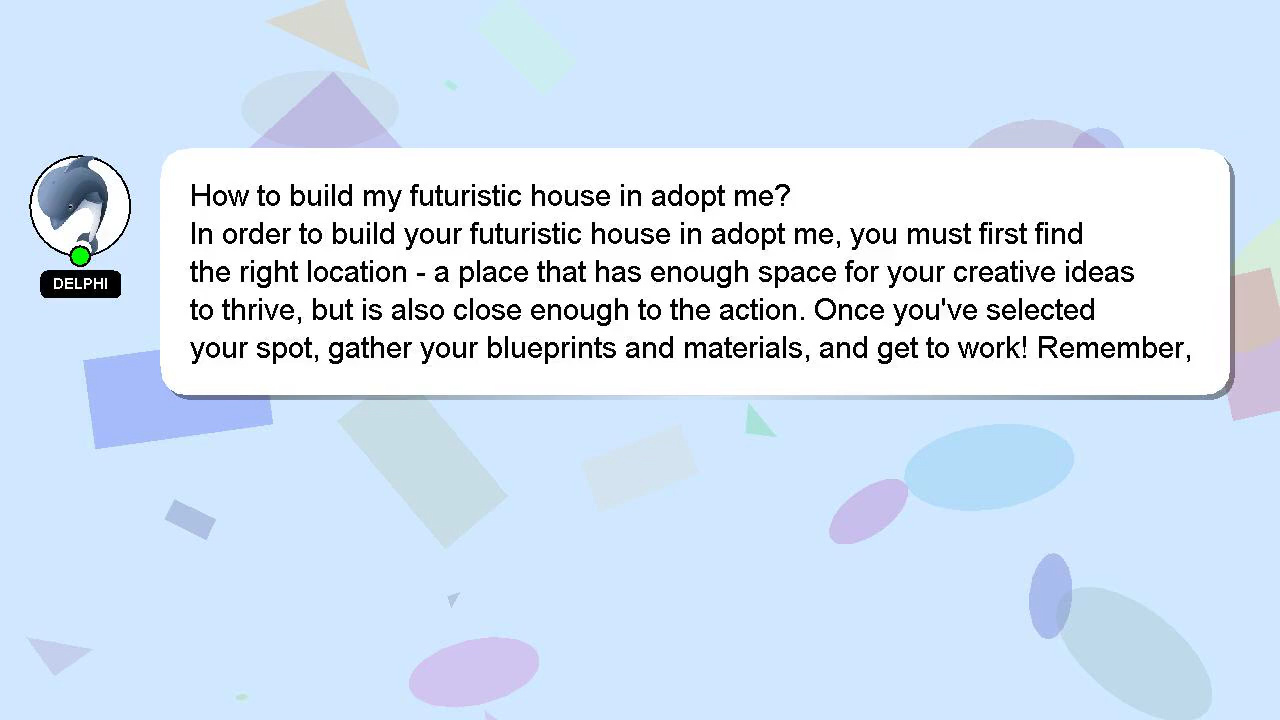 How to build my futuristic house in adopt me?
In order to build your futuristic house in adopt me, you must first find
the right location - a place that has enough space for your creative ideas
to thrive, but is also close enough to the action. Once you've selected
your spot, gather your blueprints and materials, and get to work! Remember,
DELPHI